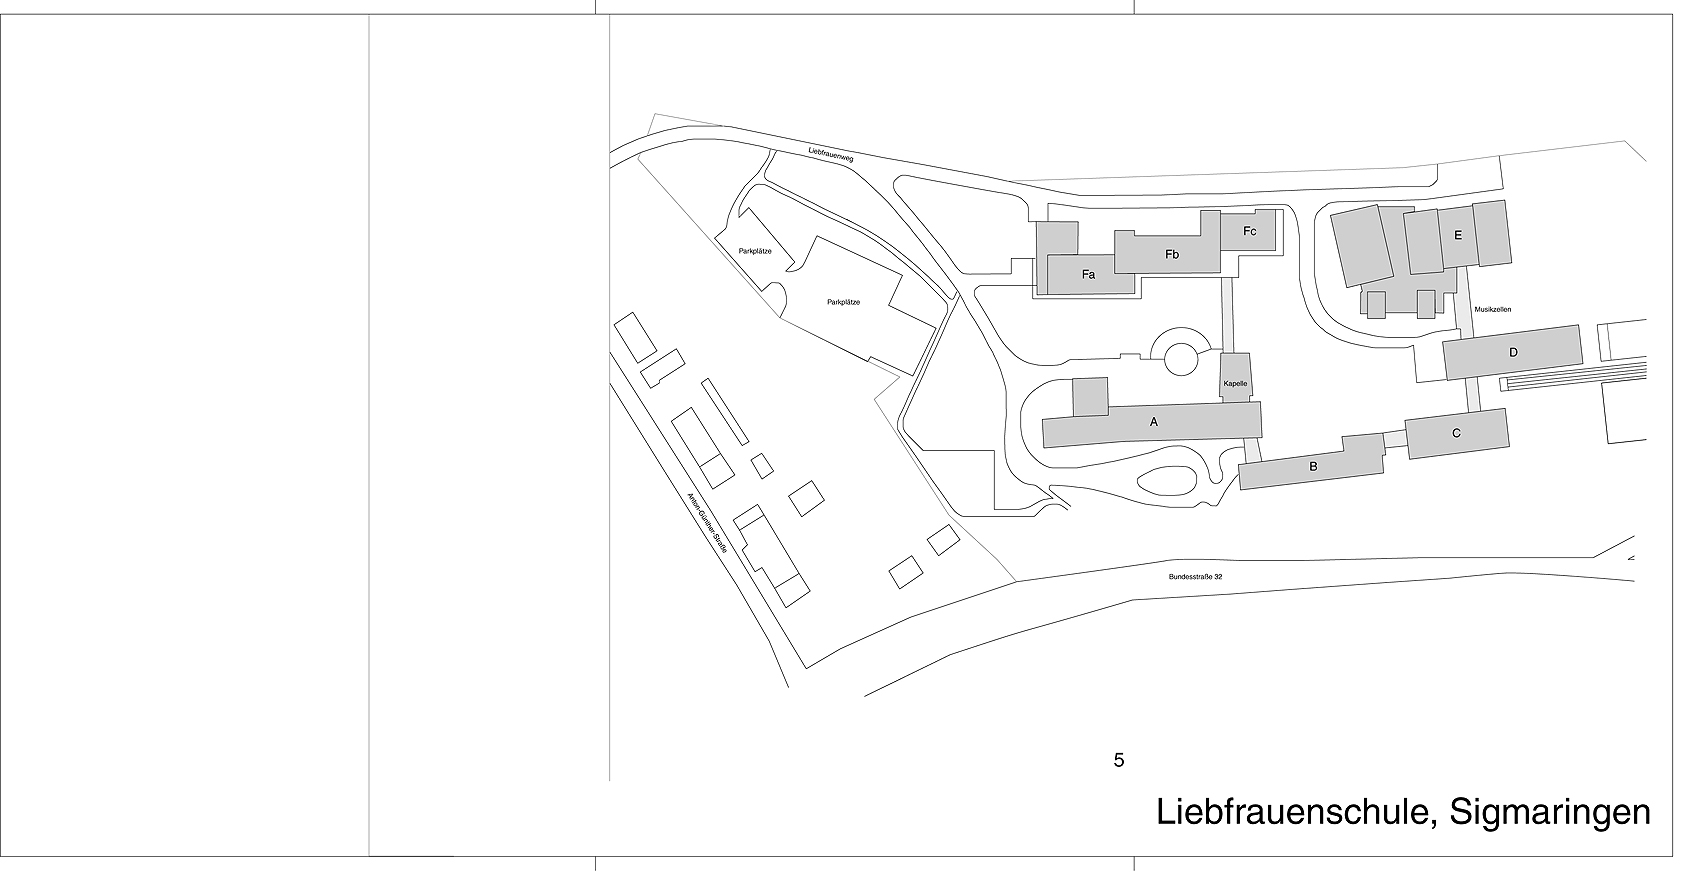 Liebfrauenweg
Parkplätze
Parkplätze
Fa
Fb
Fc
E
Musikzellen
D
Kapelle
A
C
B
Anton-Günther-Straße
Bundesstraße 32
5
Liebfrauenschule, Sigmaringen